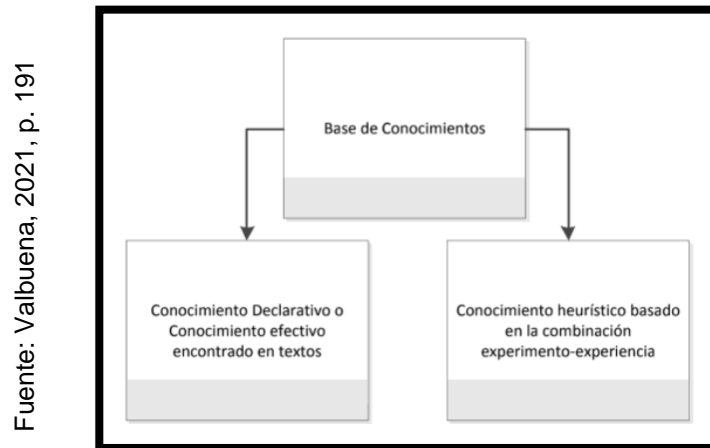 Fuente: Valbuena, 2021, p. 191
Base de Conocimientos
Conocimiento Declarativo o
Conocimiento efectivo
encontrado en textos
Conocimiento heurístico basado
en la combinación
experimento-experiencia